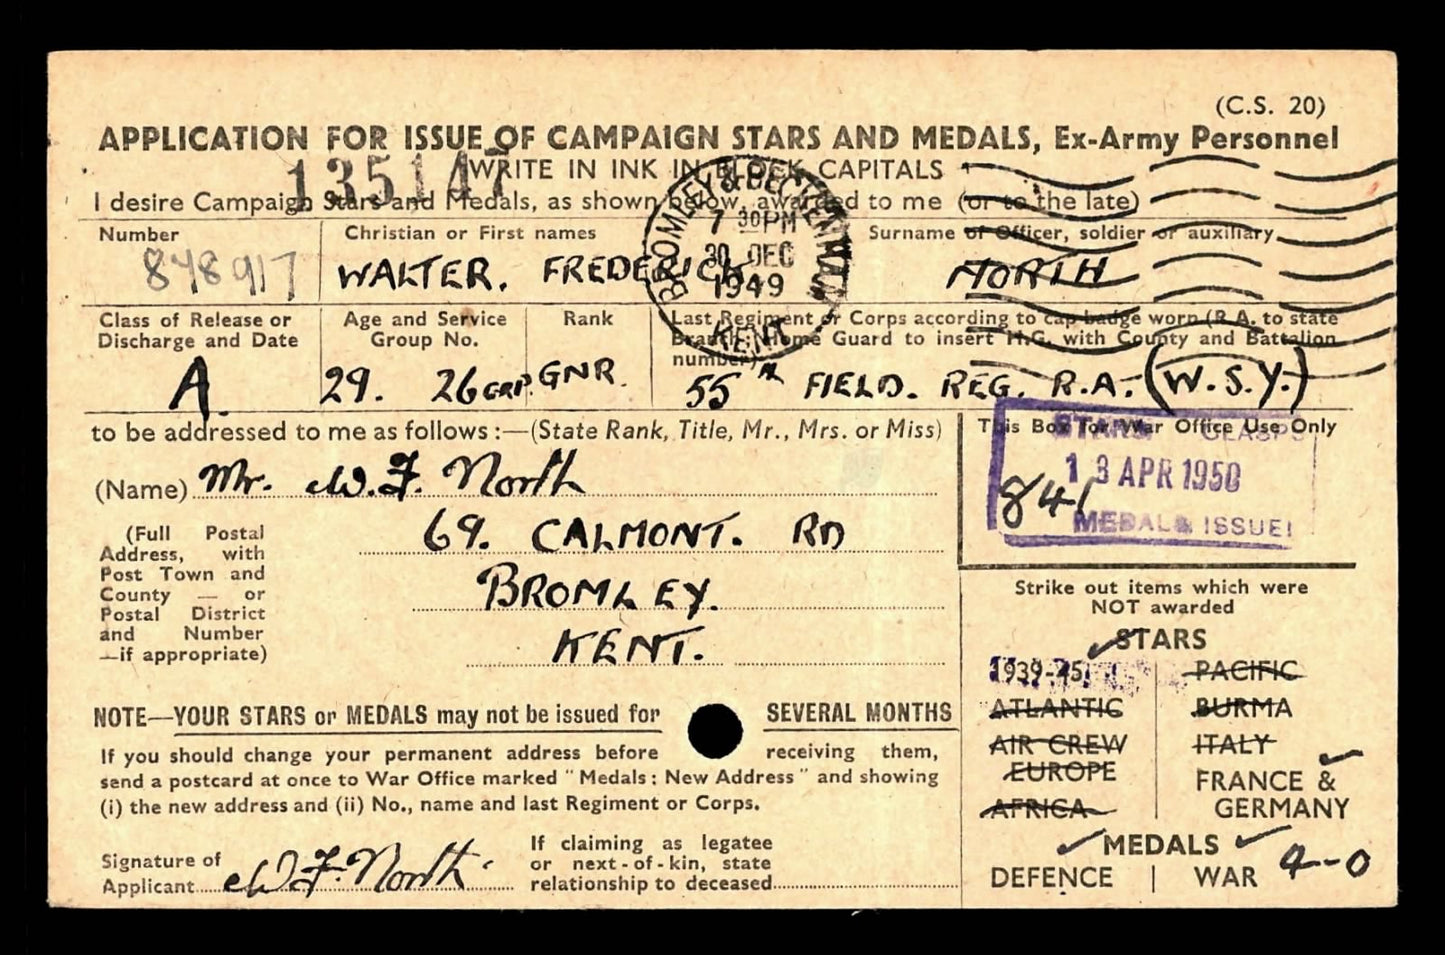 (C.S. 20)
APPLICATION FOR ISSUE OF CAMPAIGN STARS AND MEDALS, Ex-Army Personnel
135147
WRITE IN INK IN BLOCK CAPITALS
I desire Campaign Stars and Medals, as shown below, awarded to me (or to the late)
BROMLEY & BECKENHAM
7 30PM
30 DEC
1949
KENT
Number Christian or First names Surname of Officer, soldier or auxiliary
878917 WALTER. FREDERICK NORTH
Class of Release or Discharge and Date
Age and Service Group No.
Rank
Last Regiment or Corps according to cap badge worn (R.A. to state
Branch; Home Guard to insert H.G. with County and Battalion
number)
A. 29. 26 GRP. GNR. 55TH FIELD. REG. R.A. (W.S.Y.)
to be addressed to me as follows :—(State Rank, Title, Mr., Mrs. or Miss)
This Box for War Office Use Only
STARS CLASPS
13 APR 1950
841
MEDALS ISSUE
(Name) Mr. W.F. North
(Full Postal
Address, with
Post Town and
County — or
Postal District
and Number
—if appropriate)
69. CALMONT. RD
BROMLEY.
KENT.
NOTE—YOUR STARS or MEDALS may not be issued for SEVERAL MONTHS
If you should change your permanent address before receiving them,
send a postcard at once to War Office marked "Medals: New Address" and showing
(i) the new address and (ii) No., name and last Regiment or Corps.
Signature of
Applicant W.F. North.
If claiming as legatee
or next-of-kin, state
relationship to deceased
Strike out items which were
NOT awarded
STARS
1939-45 PACIFIC
ATLANTIC BURMA
AIR CREW ITALY
EUROPE FRANCE &
AFRICA GERMANY
MEDALS
DEFENCE | WAR 4-0